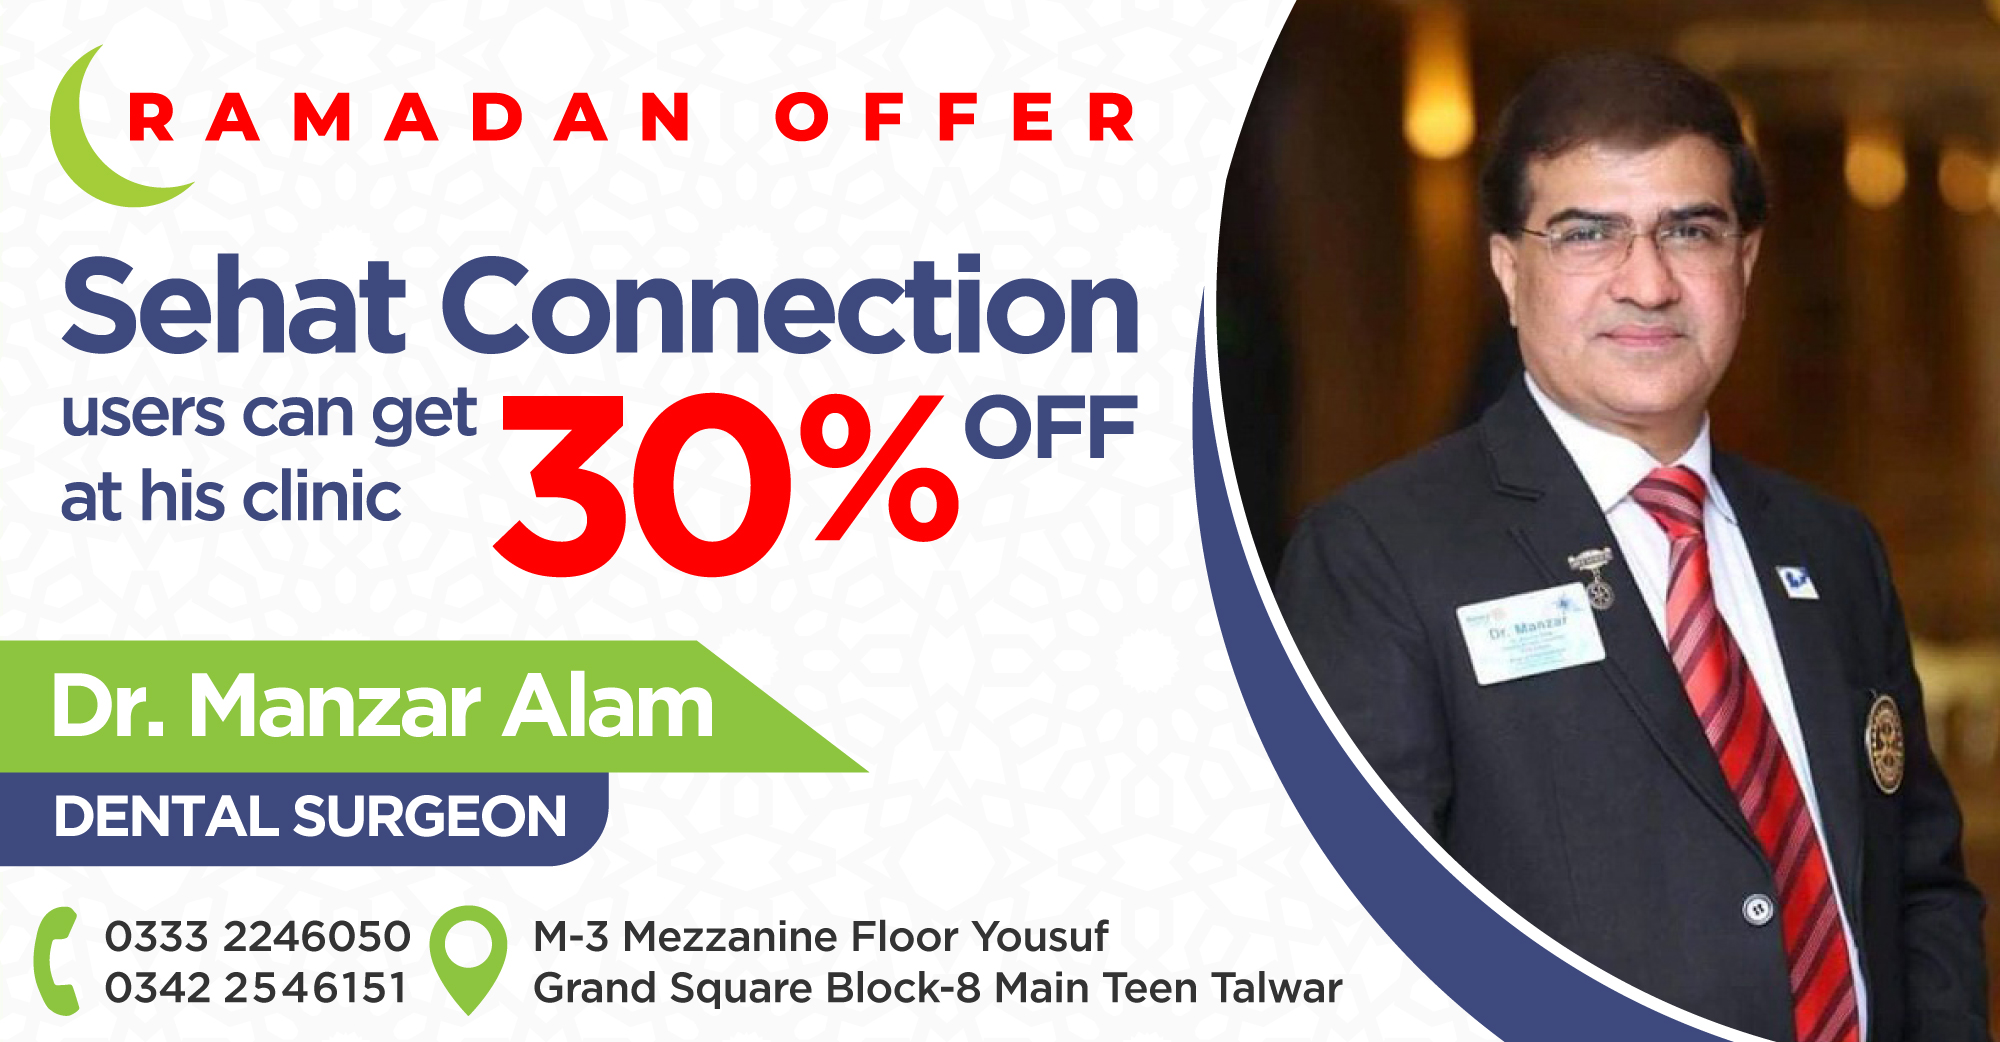 RAMADAN OFFER
Sehat Connection
users can get
at his clinic
30% OFF
Dr. Manzar Alam
DENTAL SURGEON
0333 2246050
0342 2546151
M-3 Mezzanine Floor Yousuf
Grand Square Block-8 Main Teen Talwar
Dr. Manzar